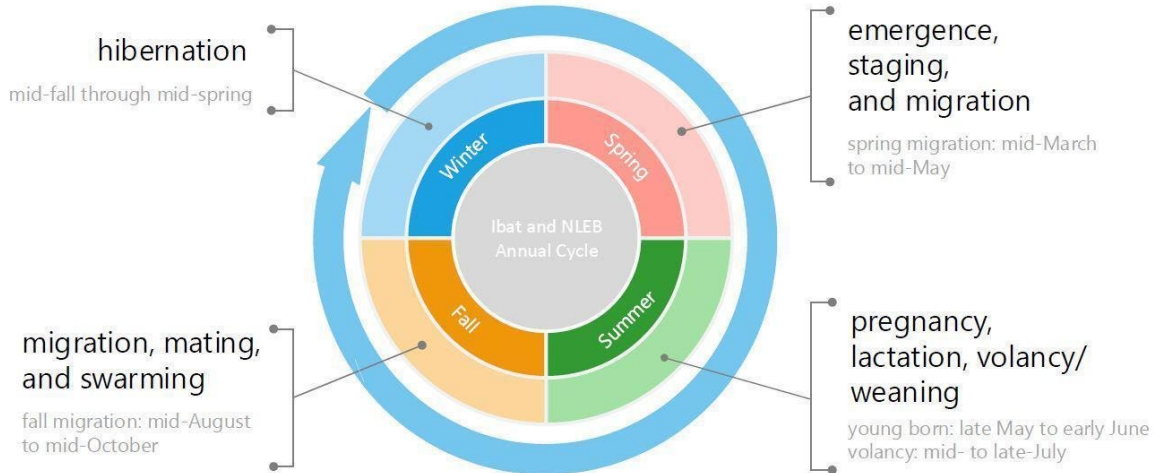 hibernation
mid-fall through mid-spring
emergence,
staging,
and migration
spring migration: mid-March
to mid-May
Winter
Spring
Ibat and NLEB
Annual Cycle
Fall
Summer
migration, mating,
and swarming
fall migration: mid-August
to mid-October
pregnancy,
lactation, volancy/
weaning
young born: late May to early June
volancy: mid- to late-July